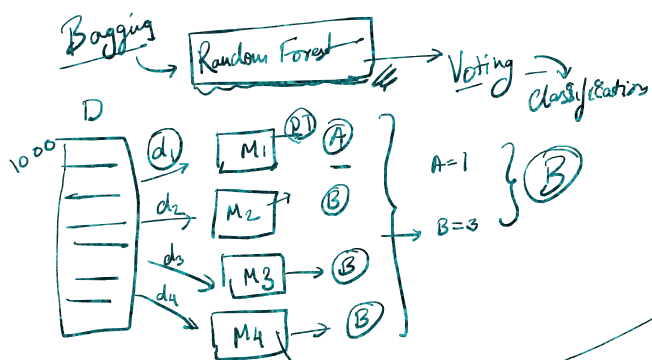 Bagging
Random Forest
Voting
Classification
D
1000
d1 M1 DT A
d2 M2 B
d3 M3 B
d4 M4 B
A=1
B=3
B